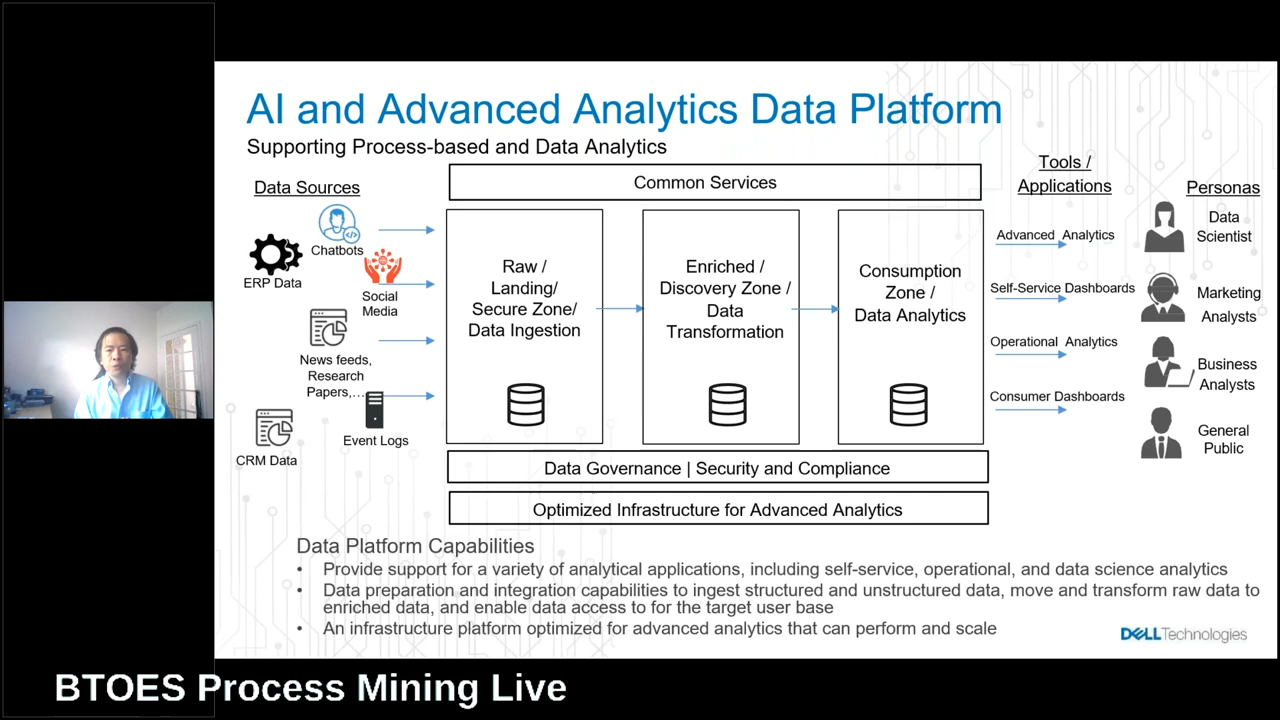 AI and Advanced Analytics Data Platform
Supporting Process-based and Data Analytics
Data Sources
Chatbots
ERP Data
Social
Media
News feeds,
Research
Papers,...
Event Logs
CRM Data
Common Services
Raw /
Landing/
Secure Zone/
Data Ingestion
Enriched /
Discovery Zone /
Data
Transformation
Consumption
Zone /
Data Analytics
Data Governance | Security and Compliance
Optimized Infrastructure for Advanced Analytics
Tools /
Applications
Advanced Analytics
Self-Service Dashboards
Operational Analytics
Consumer Dashboards
Personas
Data
Scientist
Marketing
Analysts
Business
Analysts
General
Public
Data Platform Capabilities
• Provide support for a variety of analytical applications, including self-service, operational, and data science analytics
• Data preparation and integration capabilities to ingest structured and unstructured data, move and transform raw data to
enriched data, and enable data access to for the target user base
• An infrastructure platform optimized for advanced analytics that can perform and scale
DELL Technologies
BTOES Process Mining Live